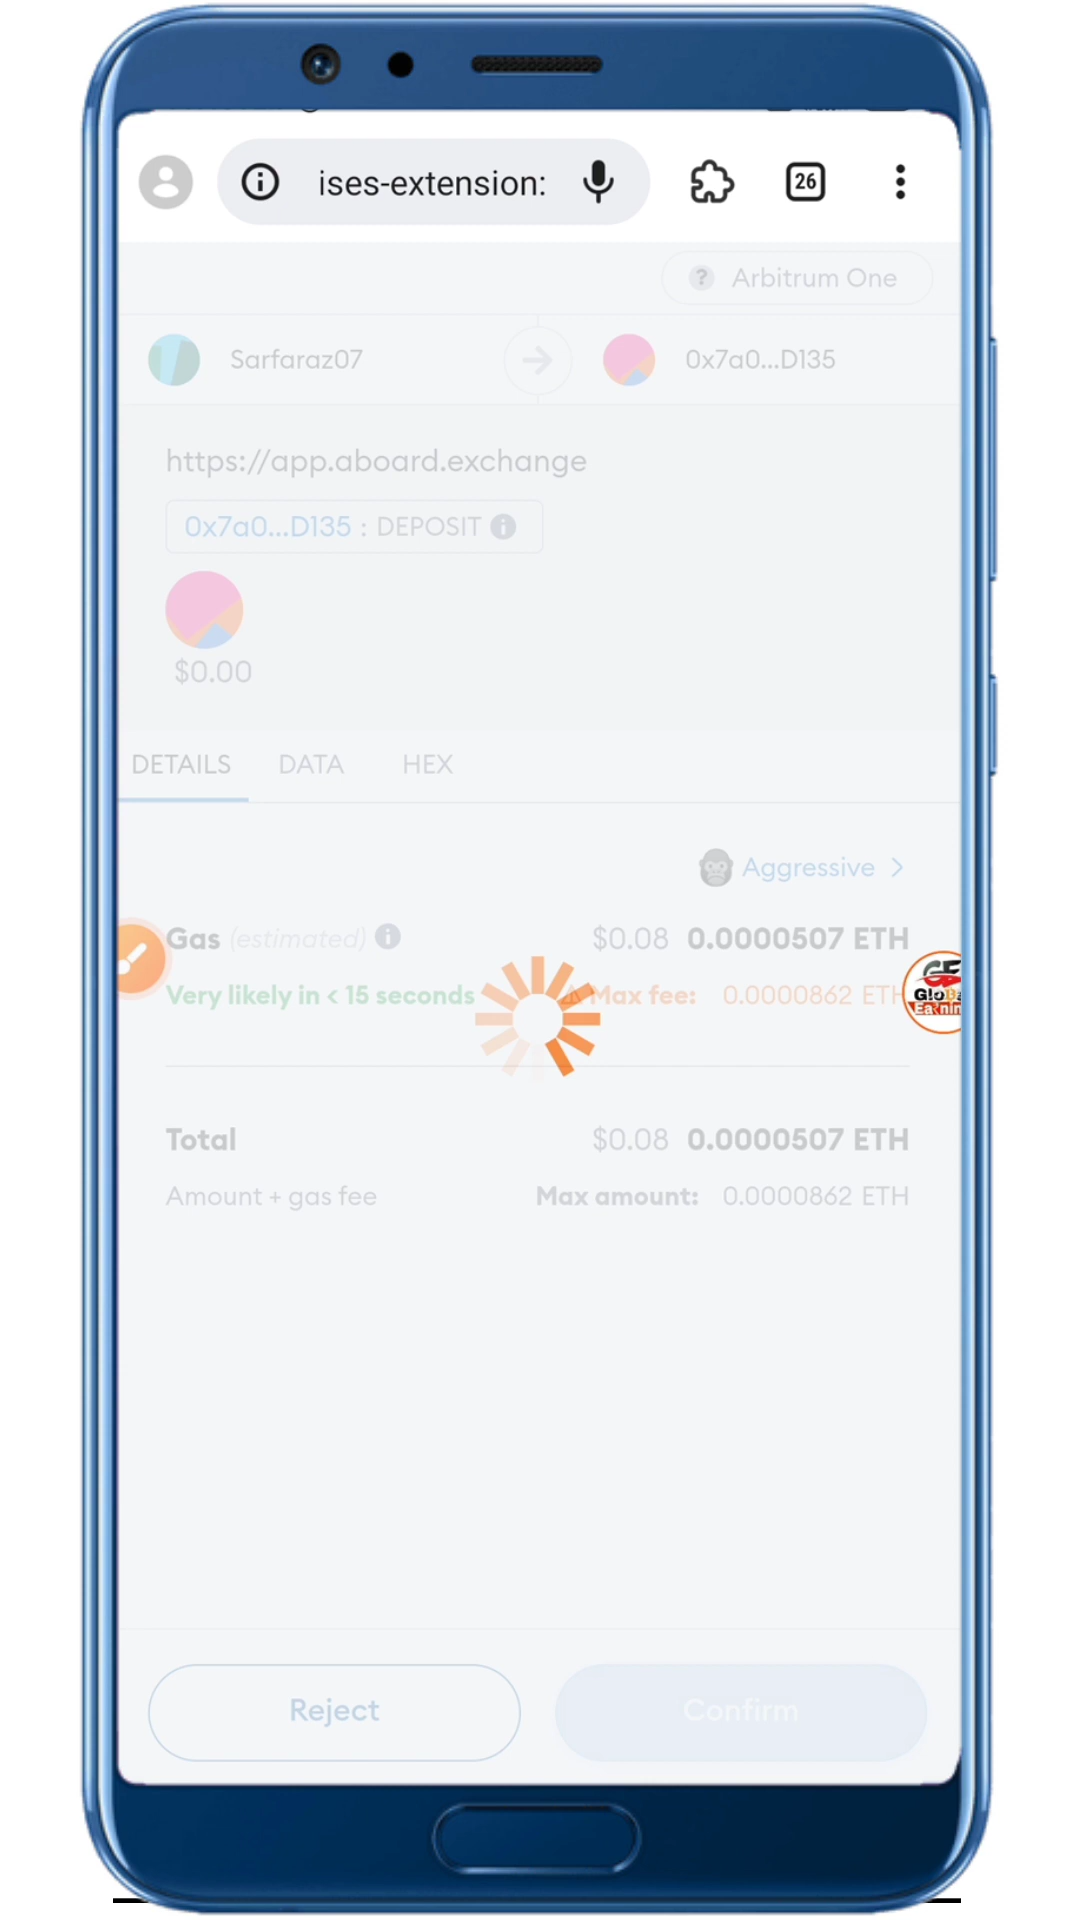 ises-extension:
26
? Arbitrum One
Sarfaraz07
0x7a0...D135
https://app.aboard.exchange
0x7a0...D135 : DEPOSIT
$0.00
DETAILS DATA HEX
Aggressive >
Gas (estimated) $0.08 0.0000507 ETH
Very likely in < 15 seconds Max fee: 0.0000862 ETH
GE
Total $0.08 0.0000507 ETH
Amount + gas fee Max amount: 0.0000862 ETH
Reject
Confirm